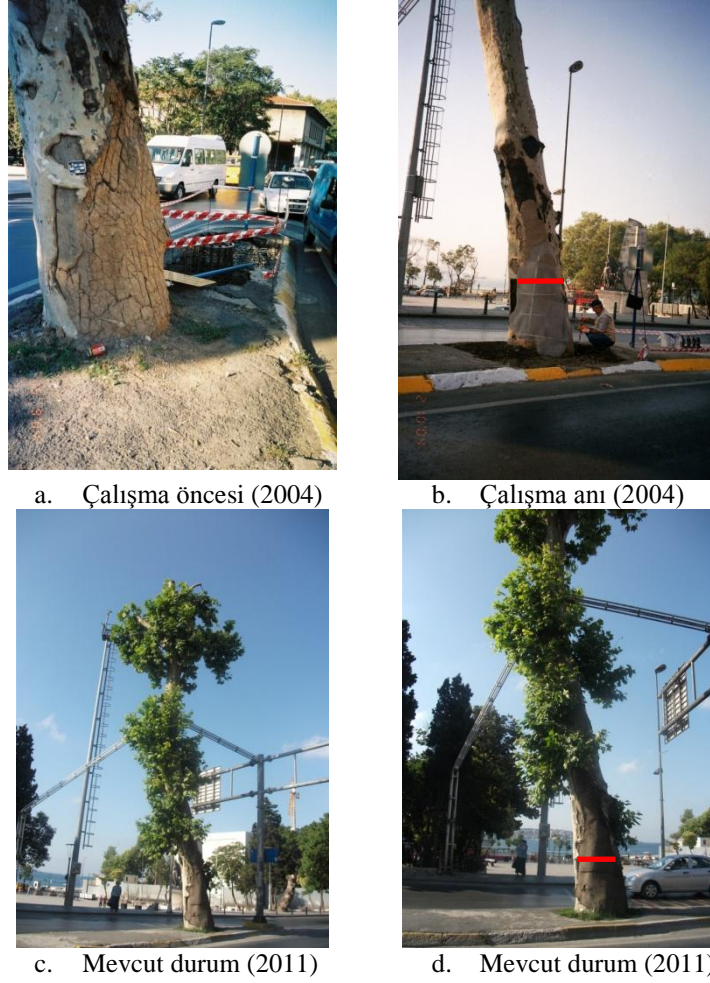 a. Çalışma öncesi (2004)
b. Çalışma anı (2004)
c. Mevcut durum (2011)
d. Mevcut durum (2011)